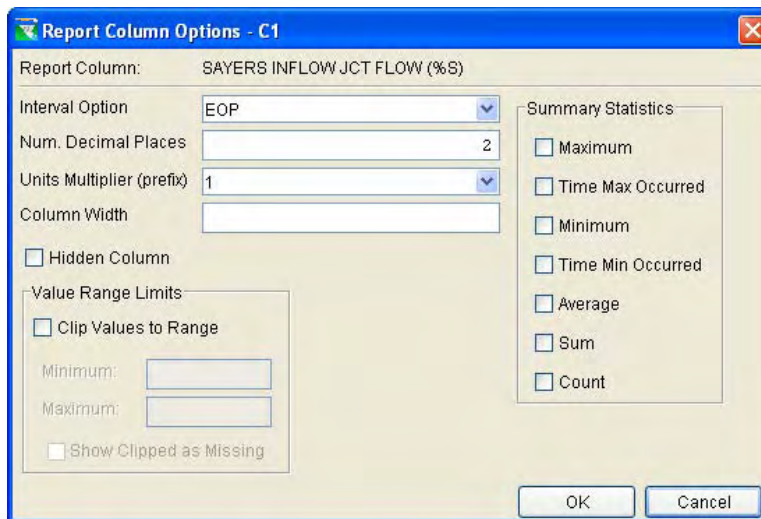 Report Column Options - C1
Report Column: SAYERS INFLOW JCT FLOW (%S)
Interval Option EOP
Num. Decimal Places 2
Units Multiplier (prefix) 1
Column Width
Hidden Column
Value Range Limits
Clip Values to Range
Minimum:
Maximum:
Show Clipped as Missing
Summary Statistics
Maximum
Time Max Occurred
Minimum
Time Min Occurred
Average
Sum
Count
OK Cancel